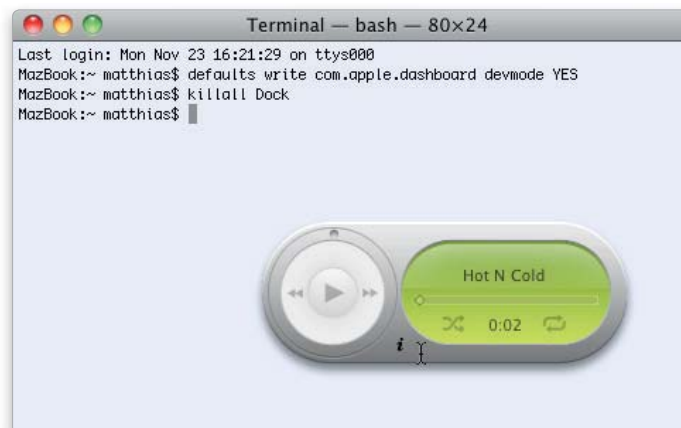 Terminal — bash — 80×24
Last login: Mon Nov 23 16:21:29 on ttys000
MazBook:~ matthias$ defaults write com.apple.dashboard devmode YES
MazBook:~ matthias$ killall Dock
MazBook:~ matthias$
Hot N Cold
0:02
i